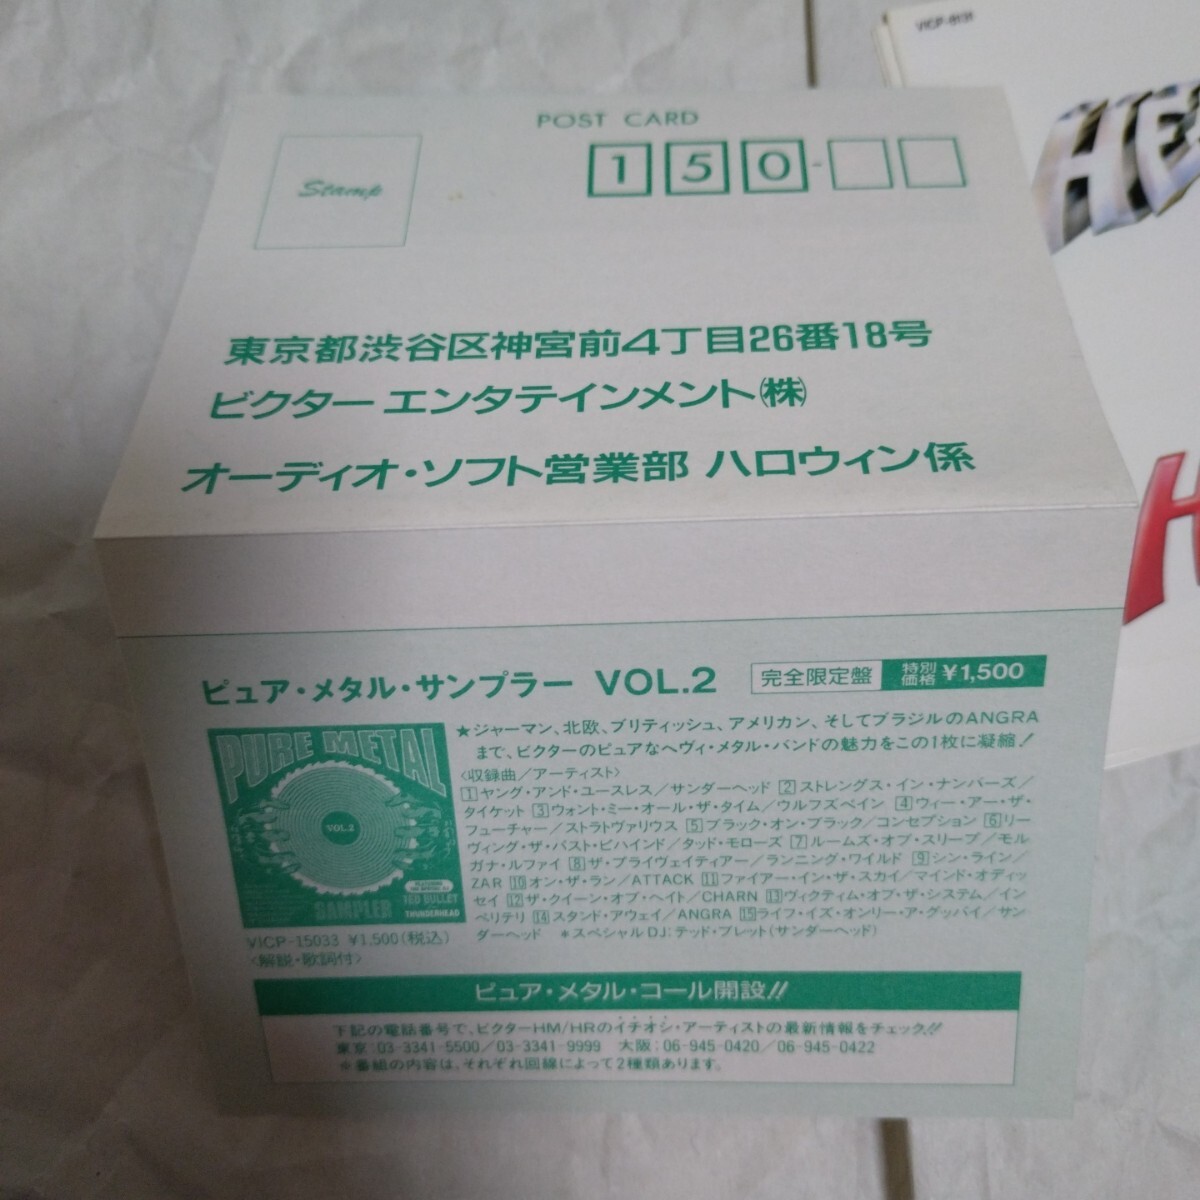 VICP-8131
HE
H
POST CARD
Stamp
150-
東京都渋谷区神宮前4丁目26番18号
ビクター エンタテインメント㈱
オーディオ・ソフト営業部 ハロウィン係
ピュア・メタル・サンプラー VOL.2
完全限定盤 特別価格 ¥1,500
★ジャーマン、北欧、ブリティッシュ、アメリカン、そしてブラジルのANGRA
まで、ビクターのピュアなヘヴィ・メタル・バンドの魅力をこの1枚に凝縮!
〈収録曲/アーティスト〉
1ヤング・アンド・ユースレス/サンダーヘッド 2ストレングス・イン・ナンバーズ/
タイケット 3ウォント・ミー・オール・ザ・タイム/ウルフズベイン 4ウィー・アー・ザ・
フューチャー/ストラトヴァリウス 5ブラック・オン・ブラック/コンセプション 6リー
ヴィング・ザ・パスト・ビハインド/タッド・モローズ 7ルームズ・オブ・スリープ/モル
ガナ・ルファイ 8ザ・プライヴェイティアー/ランニング・ワイルド 9シン・ライン/
ZAR 10オン・ザ・ラン/ATTACK 11ファイアー・イン・ザ・スカイ/マインド・オディッ
セイ 12ザ・クイーン・オブ・ヘイト/CHARN 13ヴィクティム・オブ・ザ・システム/イン
ペリテリ 14スタンド・アウェイ/ANGRA 15ライフ・イズ・オンリー・ア・グッバイ/サン
ダーヘッド *スペシャルDJ:テッド・ブレット(サンダーヘッド)
PURE METAL
VOL.2
SAMPLER
TED BULLET
THUNDERHEAD
VICP-15033 ¥1,500(税込)
〈解説・歌詞付〉
ピュア・メタル・コール開設!!
下記の電話番号で、ビクターHM/HRのイチオシ・アーティストの最新情報をチェック!!
東京:03-3341-5500/03-3341-9999 大阪:06-945-0420/06-945-0422
※番組の内容は、それぞれ回線によって2種類あります。